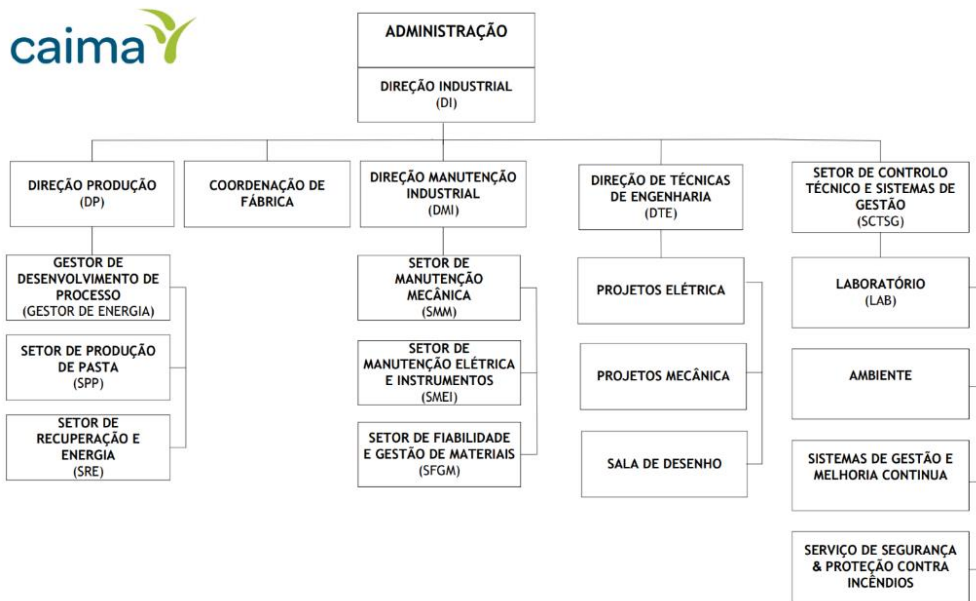 caima
ADMINISTRAÇÃO
DIREÇÃO INDUSTRIAL
(DI)
DIREÇÃO PRODUÇÃO
(DP)
COORDENAÇÃO DE
FÁBRICA
DIREÇÃO MANUTENÇÃO
INDUSTRIAL
(DMI)
DIREÇÃO DE TÉCNICAS
DE ENGENHARIA
(DTE)
SETOR DE CONTROLO
TÉCNICO E SISTEMAS DE
GESTÃO
(SCTSG)
GESTOR DE
DESENVOLVIMENTO DE
PROCESSO
(GESTOR DE ENERGIA)
SETOR DE PRODUÇÃO
DE PASTA
(SPP)
SETOR DE
RECUPERAÇÃO E
ENERGIA
(SRE)
SETOR DE
MANUTENÇÃO
MECÂNICA
(SMM)
SETOR DE
MANUTENÇÃO ELÉTRICA
E INSTRUMENTOS
(SMEI)
SETOR DE FIABILIDADE
E GESTÃO DE MATERIAIS
(SFGM)
PROJETOS ELÉTRICA
PROJETOS MECÂNICA
SALA DE DESENHO
LABORATÓRIO
(LAB)
AMBIENTE
SISTEMAS DE GESTÃO E
MELHORIA CONTINUA
SERVIÇO DE SEGURANÇA
& PROTEÇÃO CONTRA
INCÊNDIOS